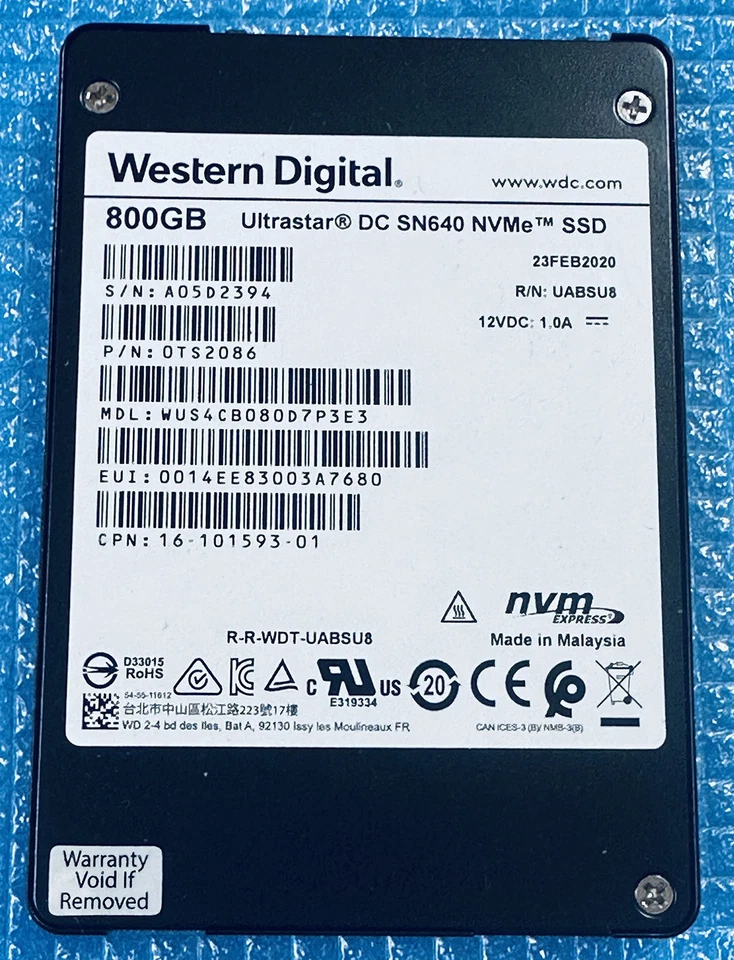 Western Digital®
www.wdc.com
800GB Ultrastar® DC SN640 NVMe™ SSD
23FEB2020
S/N: A05D2394
R/N: UABSU8
12VDC: 1.0A
P/N: 0TS2086
MDL: WUS4CB080D7P3E3
EUI: 0014EE83003A7680
CPN: 16-101593-01
nvm
EXPRESS®
R-R-WDT-UABSU8
Made in Malaysia
D33015
RoHS
c RU US
E319334
20
CE
54-55-11612
台北市中山區松江路223號17樓
WD 2-4 bd des Iles, Bat A, 92130 Issy les Moulineaux FR
CAN ICES-3 (B)/ NMB-3(B)
Warranty
Void If
Removed